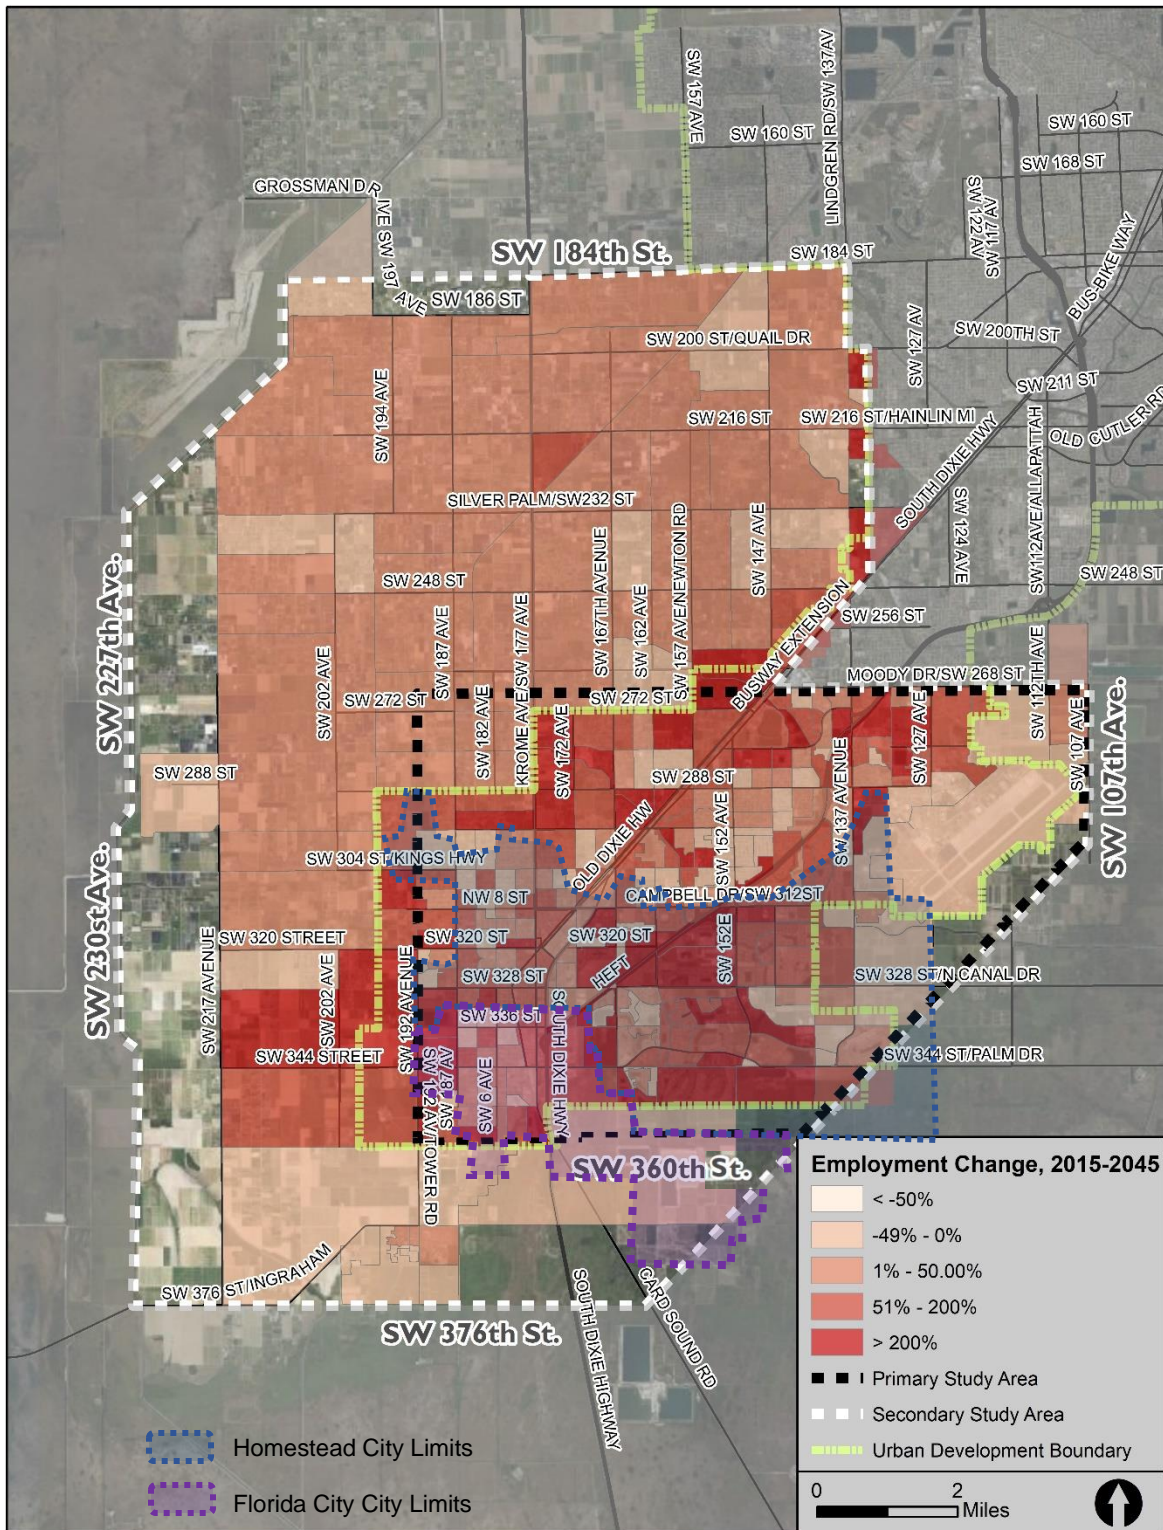 SW 157 AVE
LINDGREN RD/SW 137AV
SW 160 ST
SW 160 ST
SW 168 ST
GROSSMAN DR
IVE SW 197 AVE
SW 122 AV
SW 117 AV
BUS-BIKE WAY
SW 184th St.
SW 184 ST
SW 186 ST
SW 127 AV
SW 200TH ST
SW 200 ST/QUAIL DR
SW 194 AVE
SW 211 ST
SW 216 ST
SW 216 ST/HAINLIN MI
OLD CUTLER RD
SOUTH DIXIE HWY
SW112AVE/ALLAPATTAH
SILVER PALM/SW232 ST
SW 124 AVE
SW 167TH AVENUE
SW 162 AVE
SW 157 AVE/NEWTON RD
SW 147 AVE
SW 248 ST
SW 248 ST
SW 227th Ave.
SW 256 ST
BUSWAY EXTENSION
SW 202 AVE
SW 187 AVE
KROME AVE/SW 177 AVE
MOODY DR/SW 268 ST
SW 112TH AVE
SW 272 ST
SW 182 AVE
SW 272 ST
SW 172 AVE
SW 127 AVE
SW 107 AVE
SW 107th Ave.
SW 288 ST
SW 288 ST
SW 137 AVENUE
SW 152 AVE
OLD DIXIE HW
SW 304 ST/KINGS HWY
SW 230st Ave.
NW 8 ST
CAMPBELL DR/SW 312ST
SW 320 STREET
SW 320 ST
SW 320 ST
SW 152E
SW 217 AVENUE
SW 202 AVE
SW 192 AVENUE
SW 328 ST
HEFT
SW 328 ST/N CANAL DR
SW 336 ST
SOUTH DIXIE HWY
SW 344 STREET
SW 187 AV
SW 6 AVE
SW 344 ST/PALM DR
SW 192 AV/TOWER RD
SW 360th St.
SW 376 ST/INGRAHAM
SW 376th St.
SOUTH DIXIE HIGHWAY
CARD SOUND RD
Employment Change, 2015-2045
< -50%
-49% - 0%
1% - 50.00%
51% - 200%
> 200%
Primary Study Area
Secondary Study Area
Urban Development Boundary
0 2
Miles
Homestead City Limits
Florida City City Limits